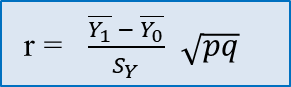 r = (Y̅₁ − Y̅₀) / S_Y √pq